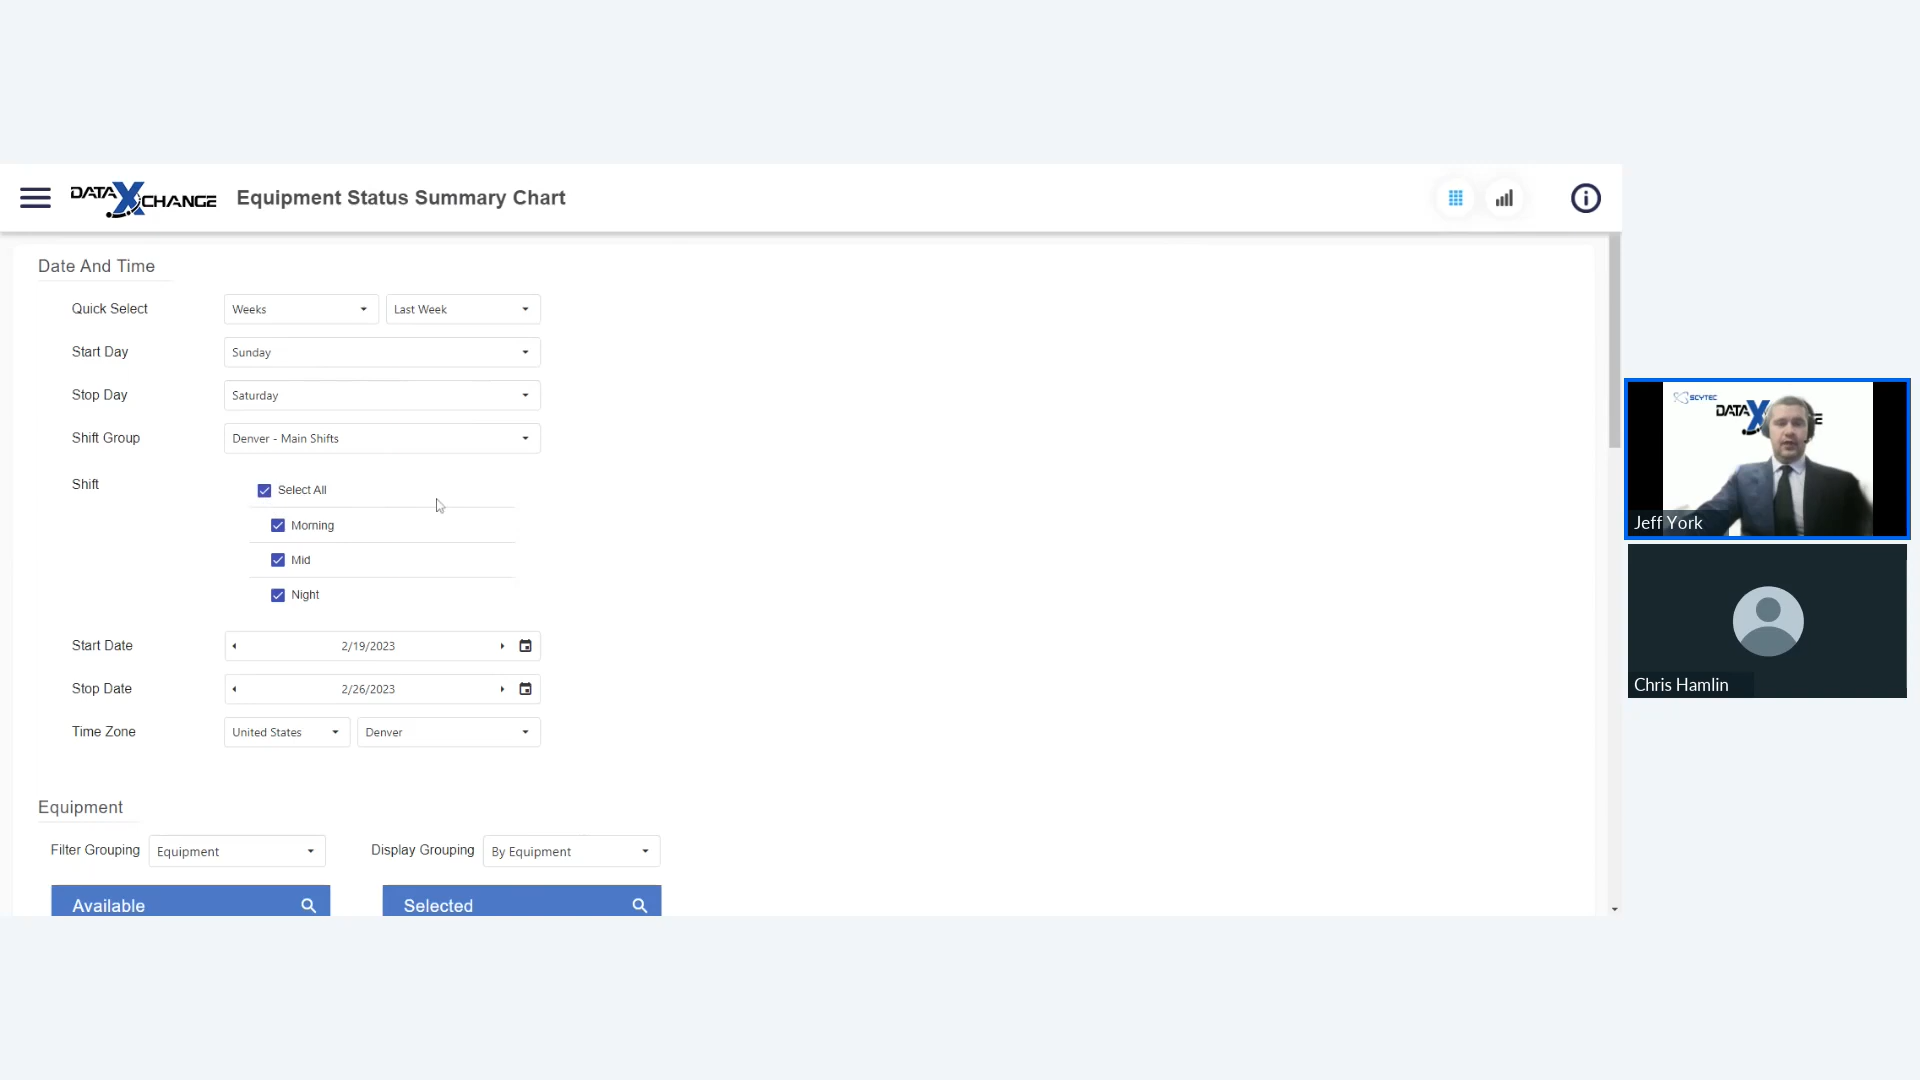 DATAXCHANGE Equipment Status Summary Chart
Date And Time
Quick Select Weeks Last Week
Start Day Sunday
Stop Day Saturday
Shift Group Denver - Main Shifts
Shift
Select All
Morning
Mid
Night
Start Date 2/19/2023
Stop Date 2/26/2023
Time Zone United States Denver
Equipment
Filter Grouping Equipment Display Grouping By Equipment
Available Selected
SCYTEC
DATAX
Jeff York
Chris Hamlin